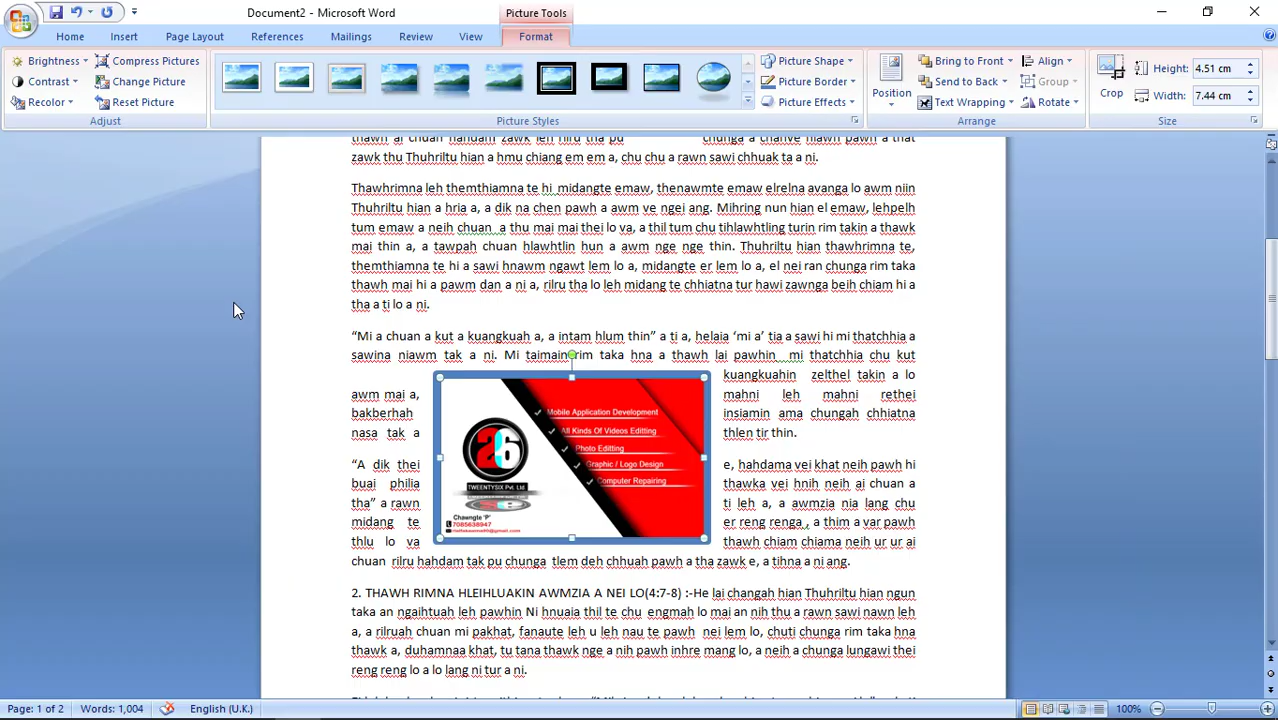 Document2 - Microsoft Word
Picture Tools
Home
Insert
Page Layout
References
Mailings
Review
View
Format
Brightness
Contrast
Recolor
Compress Pictures
Change Picture
Reset Picture
Adjust
Picture Styles
Picture Shape
Picture Border
Picture Effects
Position
Bring to Front
Send to Back
Text Wrapping
Align
Group
Rotate
Arrange
Crop
Height: 4.51 cm
Width: 7.44 cm
Size
zawk thu Thuhriltu hian a hmu chiang em em a, chu chu a rawn sawi chhuak ta a ni.
Thawhrimna leh themthiamna te hi midangte emaw, thenawmte emaw elrelna avanga lo awm niin
Thuhriltu hian a hria a, a dik na chen pawh a awm ve ngei ang. Mihring nun hian el emaw, lehpelh
tum emaw a neih chuan a thu mai mai thei lo va, a thil tum chu tihlawhtling turin rim takin a thawk
mai thin a, a tawpah chuan hlawhtlin hun a awm nge nge thin. Thuhriltu hian thawhrimna te,
themthiamna te hi a sawi hnawm ngawt lem lo a, midangte er lem lo a, el nei ran chunga rim taka
thawh mai hi a pawm dan a ni a, rilru tha lo leh midang te chhiatna tur hawi zawnga beih chiam hi a
tha a ti lo a ni.
“Mi a chuan a kut a kuangkuah a, a intam hlum thin” a ti a, helaia ‘mi a’ tia a sawi hi mi thatchhia a
sawina niawm tak a ni. Mi taimain rim taka hna a thawh lai pawhin mi thatchhia chu kut
kuangkuahin zelthel takin a lo
awm mai a, mahni leh mahni rethei
bakberhah insiamin ama chungah chhiatna
nasa tak a thlen tir thin.
Mobile Application Development
All Kinds Of Videos Editting
Photo Editting
Graphic / Logo Design
Computer Repairing
26
TWEENTYSIX Pvt. Ltd
Chawngte 'P'
7085638947
“A dik nei e, hahdama vei khat neih pawh hi
buai philia thawka vei hnih neih ai chuan a
tha” a rawn ti leh a, a awmzia nia lang chu
midang te ei reng renga , a thim a var pawh
thlu lo va thawh chiam chiama neih ur ur ai
chuan rilru hahdam tak pu chunga tlem deh chhuah pawh a tha zawk e, a tihna a ni ang.
2. THAWH RIMNA HLEIHLUAKIN AWMZIA A NEI LO(4:7-8) :-He lai changah hian Thuhriltu hian ngun
taka an ngaihtuah leh pawhin Ni hnuaia thil te chu engmah lo mai an nih thu a rawn sawi nawn leh
a, a rilruah chuan mi pakhat, fanaute leh u leh nau te pawh nei lem lo, chuti chunga rim taka hna
thawk a, duhamnaa khat, tu tana thawk nge a nih pawh inhre mang lo, a neih a chunga lungawi thei
reng reng lo a lo lang ni tur a ni.
Page: 1 of 2
Words: 1,004
English (U.K.)
100%